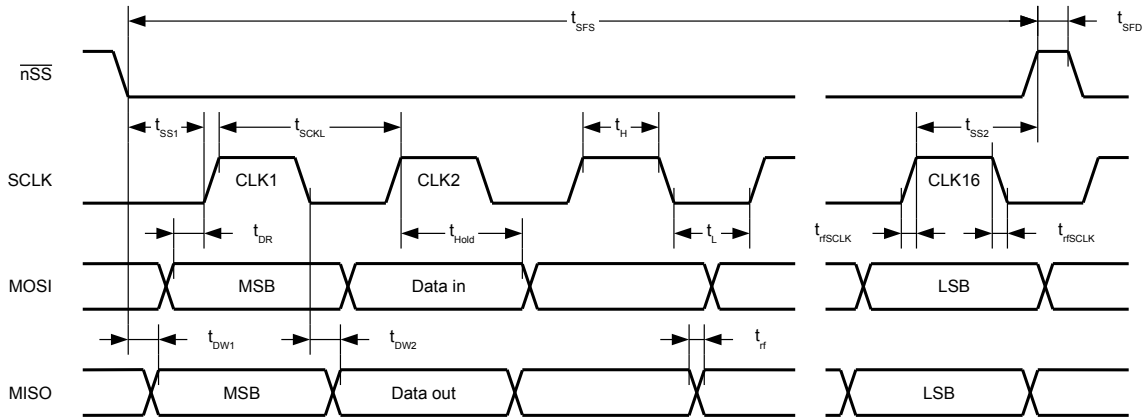 tSFS
tSFD
nSS
tSS1
tSCKL
tH
tSS2
SCLK
CLK1
CLK2
CLK16
tDR
tHold
tL
trfSCLK
trfSCLK
MOSI
MSB
Data in
LSB
tDW1
tDW2
trf
MISO
MSB
Data out
LSB